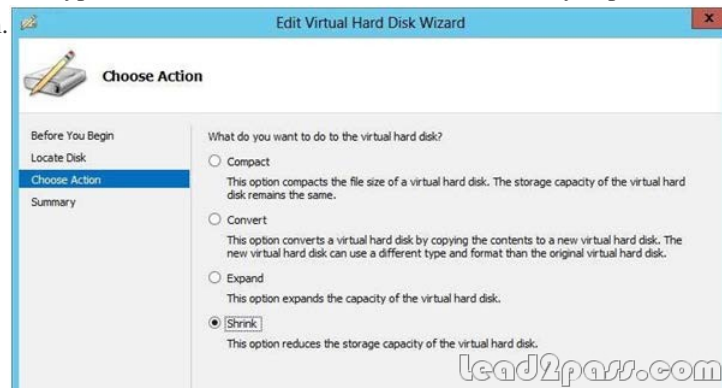 Edit Virtual Hard Disk Wizard
x
Choose Action
Before You Begin
Locate Disk
Choose Action
Summary
What do you want to do to the virtual hard disk?
Compact
This option compacts the file size of a virtual hard disk. The storage capacity of the virtual hard
disk remains the same.
Convert
This option converts a virtual hard disk by copying the contents to a new virtual hard disk. The
new virtual hard disk can use a different type and format than the original virtual hard disk.
Expand
This option expands the capacity of the virtual hard disk.
Shrink
This option reduces the storage capacity of the virtual hard disk.
Lead2pass.com